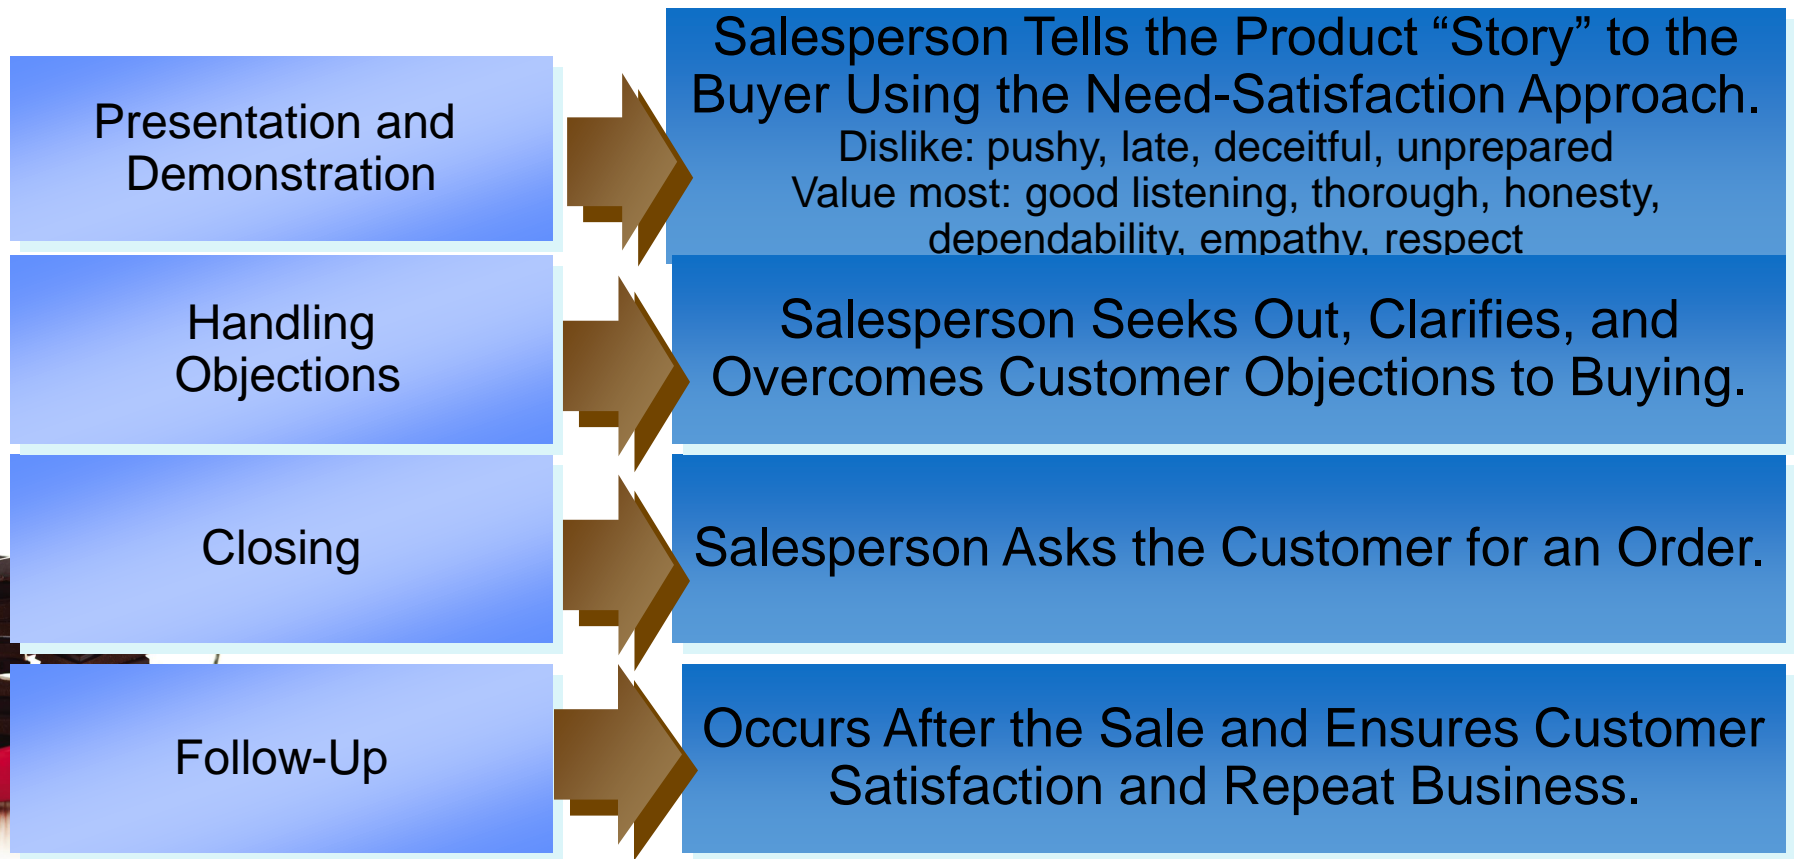 Presentation and
Demonstration
Salesperson Tells the Product “Story” to the
Buyer Using the Need-Satisfaction Approach.
Dislike: pushy, late, deceitful, unprepared
Value most: good listening, thorough, honesty,
dependability, empathy, respect
Handling
Objections
Salesperson Seeks Out, Clarifies, and
Overcomes Customer Objections to Buying.
Closing
Salesperson Asks the Customer for an Order.
Follow-Up
Occurs After the Sale and Ensures Customer
Satisfaction and Repeat Business.